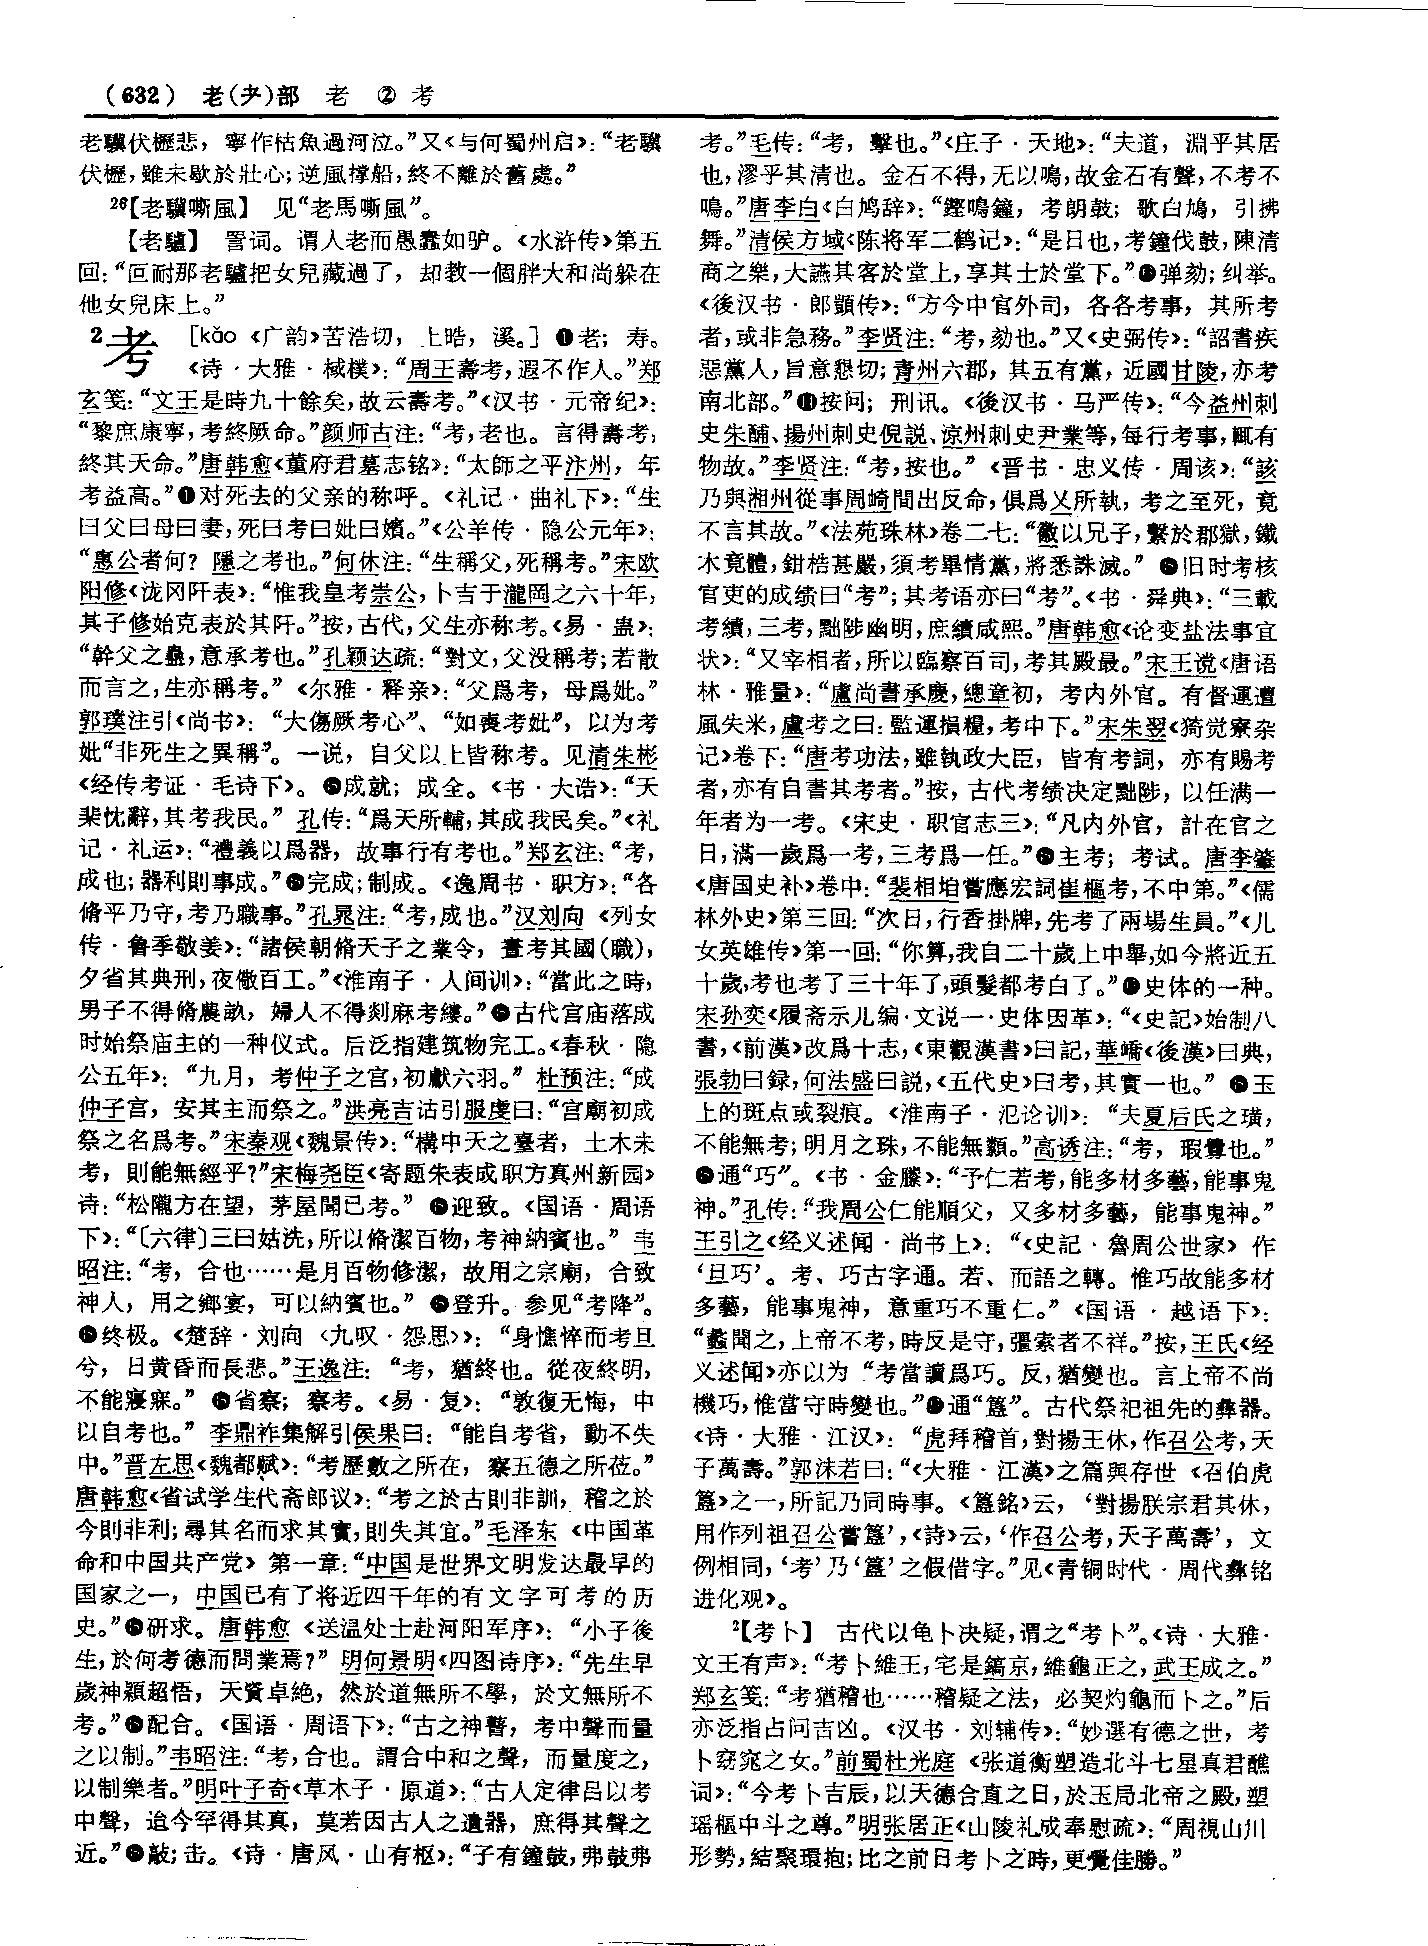 (632) 老(耂)部 老 ② 考
老驥伏櫪悲，寧作枯魚過河泣。”又《与何蜀州启》：“老驥
伏櫪，雖未歇於壯心；逆風撐船，終不離於舊處。”
26【老驥嘶風】 见“老馬嘶風”。
【老驢】 詈词。谓人老而愚蠢如驴。《水浒传》第五
回：“叵耐那老驢把女兒藏過了，却教一個胖大和尚躲在
他女兒床上。”
2考 ［kǎo《广韵》苦浩切，上晧，溪。］ ❶老；寿。
《诗·大雅·棫樸》：“周王壽考，遐不作人。”郑
玄笺：“文王是時九十餘矣，故云壽考。”《汉书·元帝纪》：
“黎庶康寧，考終厥命。”颜师古注：“考，老也。言得壽考，
終其天命。”唐韩愈《董府君墓志铭》：“太師之平汴州，年
考益高。”❷对死去的父亲的称呼。《礼记·曲礼下》：“生
曰父曰母曰妻，死曰考曰妣曰嬪。”《公羊传·隐公元年》：
“惠公者何？隱之考也。”何休注：“生稱父，死稱考。”宋欧
阳修《泷冈阡表》：“惟我皇考崇公，卜吉于瀧岡之六十年，
其子修始克表於其阡。”按，古代，父生亦称考。《易·蛊》：
“幹父之蠱，意承考也。”孔颖达疏：“對文，父没稱考；若散
而言之，生亦稱考。”《尔雅·释亲》：“父爲考，母爲妣。”
郭璞注引《尚书》：“大傷厥考心”、“如喪考妣”，以为考
妣“非死生之異稱”。一说，自父以上皆称考。见清朱彬
《经传考证·毛诗下》。 ❸成就；成全。《书·大诰》：“天
棐忱辭，其考我民。”孔传：“爲天所輔，其成我民矣。”《礼
记·礼运》：“禮義以爲器，故事行有考也。”郑玄注：“考，
成也；器利則事成。”❹完成；制成。《逸周书·职方》：“各
脩平乃守，考乃職事。”孔晁注：“考，成也。”汉刘向《列女
传·鲁季敬姜》：“諸侯朝脩天子之業令，晝考其國（職），
夕省其典刑，夜儆百工。”《淮南子·人间训》：“當此之時，
男子不得脩農畝，婦人不得剡麻考縷。”❺古代宫庙落成
时始祭庙主的一种仪式。后泛指建筑物完工。《春秋·隐
公五年》：“九月，考仲子之宫，初獻六羽。”杜预注：“成
仲子宫，安其主而祭之。”洪亮吉诂引服虔曰：“宫廟初成
祭之名爲考。”宋秦观《魏景传》：“構中天之臺者，土木未
考，則能無經乎？”宋梅尧臣《寄题朱表成职方真州新园》
诗：“松隴方在望，茅屋聞已考。”❻迎致。《国语·周语
下》：“〔六律〕三曰姑洗，所以脩潔百物，考神納賓也。”韦
昭注：“考，合也……是月百物修潔，故用之宗廟，合致
神人，用之鄉宴，可以納賓也。”❼登升。参见“考降”。
❽终极。《楚辞·刘向〈九叹·怨思〉》：“身憔悴而考旦
兮，日黄昏而長悲。”王逸注：“考，猶終也。從夜終明，
不能寢寐。”❾省察；察考。《易·复》：“敦復无悔，中
以自考也。”李鼎祚集解引侯果曰：“能自考省，動不失
中。”晋左思《魏都赋》：“考歷數之所在，察五德之所莅。”
唐韩愈《省试学生代斋郎议》：“考之於古則非訓，稽之於
今則非利；尋其名而求其實，則失其宜。”毛泽东《中国革
命和中国共产党》第一章：“中国是世界文明发达最早的
国家之一，中国已有了将近四千年的有文字可考的历
史。”❿研求。唐韩愈《送温处士赴河阳军序》：“小子後
生，於何考德而問業焉？”明何景明《四图诗序》：“先生早
歲神穎超悟，天資卓絶，然於道無所不學，於文無所不
考。”⓫配合。《国语·周语下》：“古之神瞽，考中聲而量
之以制。”韦昭注：“考，合也。謂合中和之聲，而量度之，
以制樂者。”明叶子奇《草木子·原道》：“古人定律吕以考
中聲，迨今罕得其真，莫若因古人之遺器，庶得其聲之
近。”⓬敲；击。《诗·唐风·山有枢》：“子有鐘鼓，弗鼓弗
考。”毛传：“考，擊也。”《庄子·天地》：“夫道，淵乎其居
也，漻乎其清也。金石不得，无以鳴，故金石有聲，不考不
鳴。”唐李白《白鸠辞》：“鏗鳴鐘，考朗鼓；歌白鳩，引拂
舞。”清侯方域《陈将军二鹤记》：“是日也，考鐘伐鼓，陳清
商之樂，大讌其客於堂上，享其士於堂下。”⓭弹劾；纠举。
《後汉书·郎顗传》：“方今中官外司，各各考事，其所考
者，或非急務。”李贤注：“考，劾也。”又《史弼传》：“詔書疾
惡黨人，旨意懇切；青州六郡，其五有黨，近國甘陵，亦考
南北部。”⓮按问；刑讯。《後汉书·马严传》：“今益州刺
史朱酺、揚州刺史倪説、凉州刺史尹業等，每行考事，輒有
物故。”李贤注：“考，按也。”《晋书·忠义传·周该》：“該
乃與湘州從事周崎間出反命，俱爲乂所執，考之至死，竟
不言其故。”《法苑珠林》卷二七：“徽以兄子，繫於郡獄，鐵
木竟體，鉗梏甚嚴，須考畢情黨，將悉誅滅。”⓯旧时考核
官吏的成绩曰“考”；其考语亦曰“考”。《书·舜典》：“三載
考績，三考，黜陟幽明，庶績咸熙。”唐韩愈《论变盐法事宜
状》：“又宰相者，所以臨察百司，考其殿最。”宋王谠《唐语
林·雅量》：“盧尚書承慶，總章初，考内外官。有督運遭
風失米，盧考之曰：監運損糧，考中下。”宋朱翌《猗觉寮杂
记》卷下：“唐考功法，雖執政大臣，皆有考詞，亦有賜考
者，亦有自書其考者。”按，古代考绩决定黜陟，以任满一
年者为一考。《宋史·职官志三》：“凡内外官，計在官之
日，滿一歲爲一考，三考爲一任。”⓰主考；考试。唐李肇
《唐国史补》卷中：“裴相垍嘗應宏詞崔樞考，不中第。”《儒
林外史》第三回：“次日，行香掛牌，先考了兩場生員。”《儿
女英雄传》第一回：“你算，我自二十歲上中舉，如今將近五
十歲，考也考了三十年了，頭髮都考白了。”⓱史体的一种。
宋孙奕《履斋示儿编·文说一·史体因革》：“《史記》始制八
書，《前漢》改爲十志，《東觀漢書》曰記，華嶠《後漢》曰典，
張勃曰録，何法盛曰説，《五代史》曰考，其實一也。”⓲玉
上的斑点或裂痕。《淮南子·氾论训》：“夫夏后氏之璜，
不能無考；明月之珠，不能無纇。”高诱注：“考，瑕釁也。”
⓳通“巧”。《书·金縢》：“予仁若考，能多材多藝，能事鬼
神。”孔传：“我周公仁能順父，又多材多藝，能事鬼神。”
王引之《经义述闻·尚书上》：“《史記·魯周公世家》作
‘旦巧’。考、巧古字通。若、而語之轉。惟巧故能多材
多藝，能事鬼神，意重巧不重仁。”《国语·越语下》：
“蠡聞之，上帝不考，時反是守，彊索者不祥。”按，王氏《经
义述闻》亦以为“考當讀爲巧。反，猶變也。言上帝不尚
機巧，惟當守時變也。”⓴通“簋”。古代祭祀祖先的彝器。
《诗·大雅·江汉》：“虎拜稽首，對揚王休，作召公考，天
子萬壽。”郭沫若曰：“《大雅·江漢》之篇與存世《召伯虎
簋》之一，所記乃同時事。《簋銘》云，‘對揚朕宗君其休，
用作列祖召公嘗簋’，《詩》云，‘作召公考，天子萬壽’，文
例相同，‘考’乃‘簋’之假借字。”见《青铜时代·周代彝铭
进化观》。
2【考卜】 古代以龟卜决疑，谓之“考卜”。《诗·大雅·
文王有声》：“考卜維王，宅是鎬京，維龜正之，武王成之。”
郑玄笺：“考猶稽也……稽疑之法，必契灼龜而卜之。”后
亦泛指占问吉凶。《汉书·刘辅传》：“妙選有德之世，考
卜窈窕之女。”前蜀杜光庭《张道衡塑造北斗七星真君醮
词》：“今考卜吉辰，以天德合直之日，於玉局北帝之殿，塑
瑶樞中斗之尊。”明张居正《山陵礼成奉慰疏》：“周視山川
形勢，結聚環抱；比之前日考卜之時，更覺佳勝。”